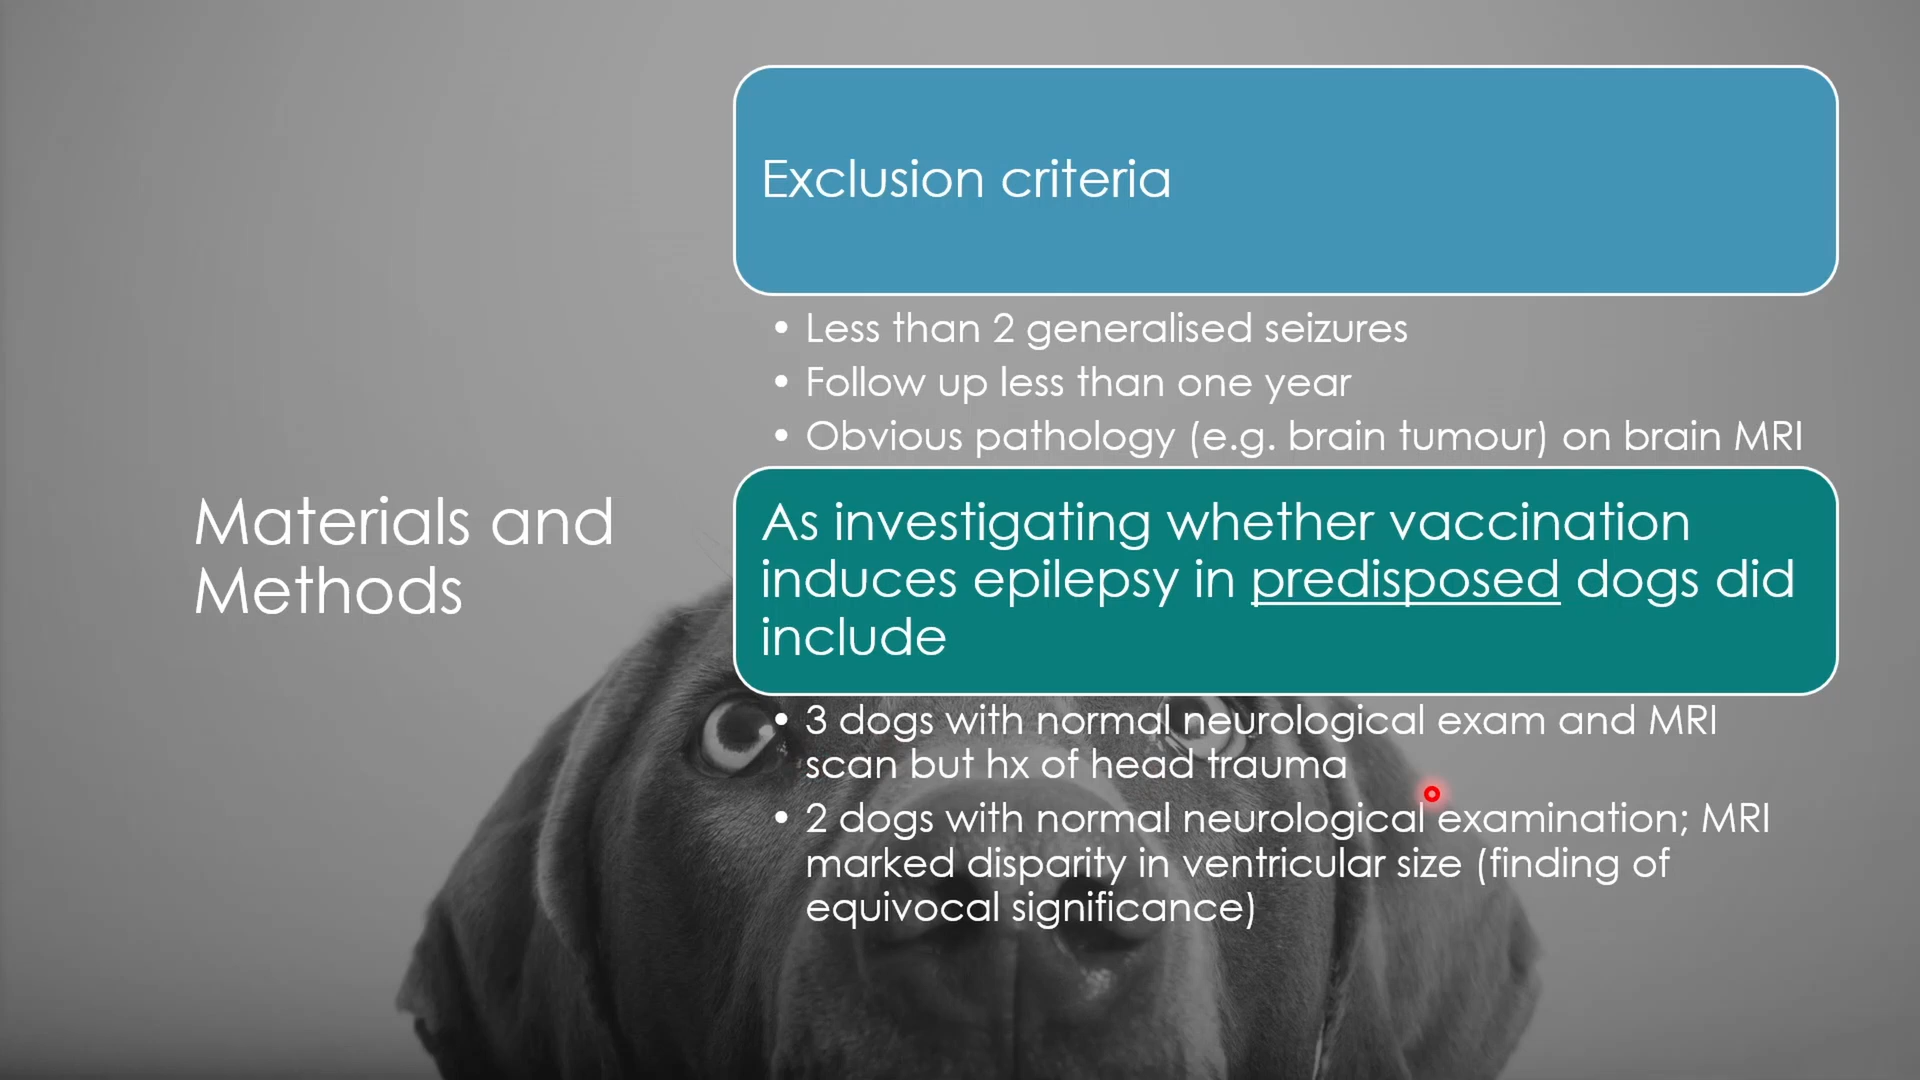 Materials and
Methods
Exclusion criteria
• Less than 2 generalised seizures
• Follow up less than one year
• Obvious pathology (e.g. brain tumour) on brain MRI
As investigating whether vaccination
induces epilepsy in predisposed dogs did
include
• 3 dogs with normal neurological exam and MRI
scan but hx of head trauma
• 2 dogs with normal neurological examination; MRI
marked disparity in ventricular size (finding of
equivocal significance)